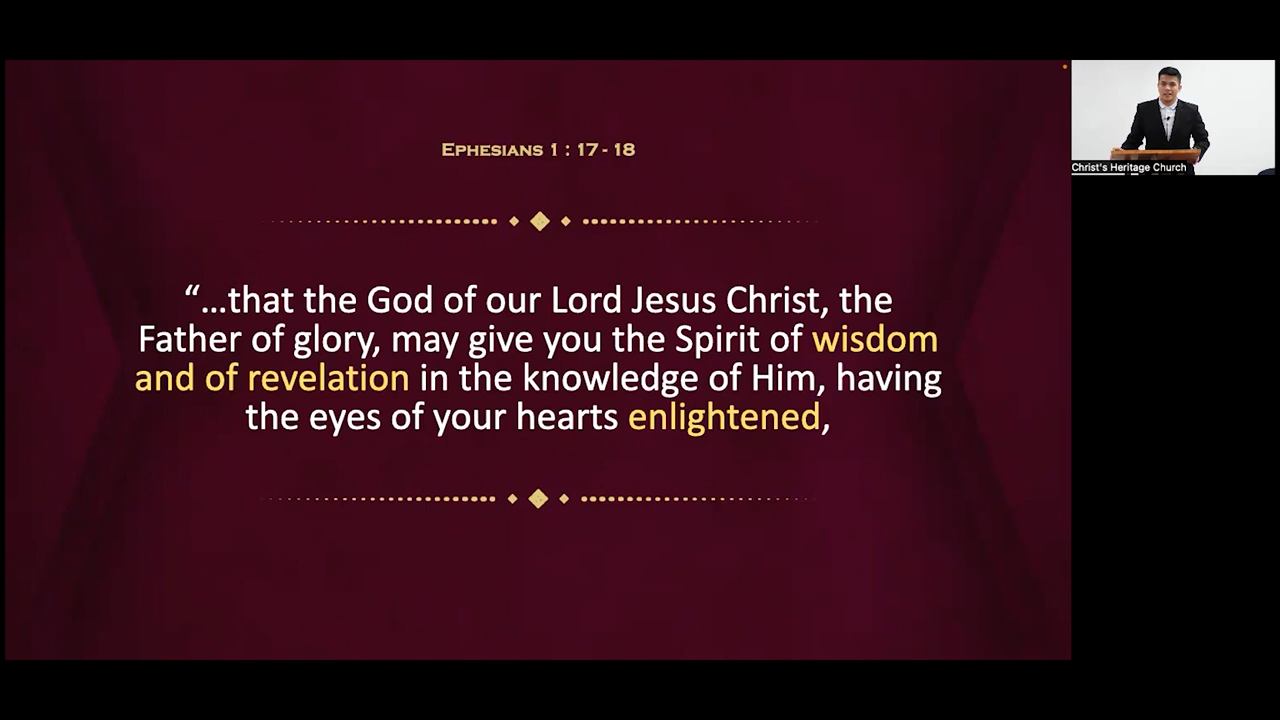 EPHESIANS 1 : 17 - 18
“…that the God of our Lord Jesus Christ, the
Father of glory, may give you the Spirit of wisdom
and of revelation in the knowledge of Him, having
the eyes of your hearts enlightened,
Christ's Heritage Church